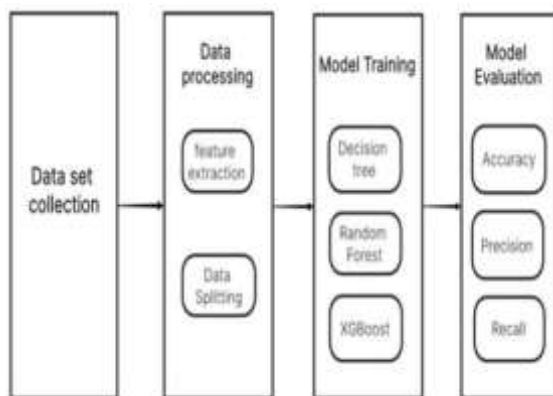 Data set
collection
Data
processing
feature
extraction
Data
Splitting
Model Training
Decision
tree
Random
Forest
XGBoost
Model
Evaluation
Accuracy
Precision
Recall